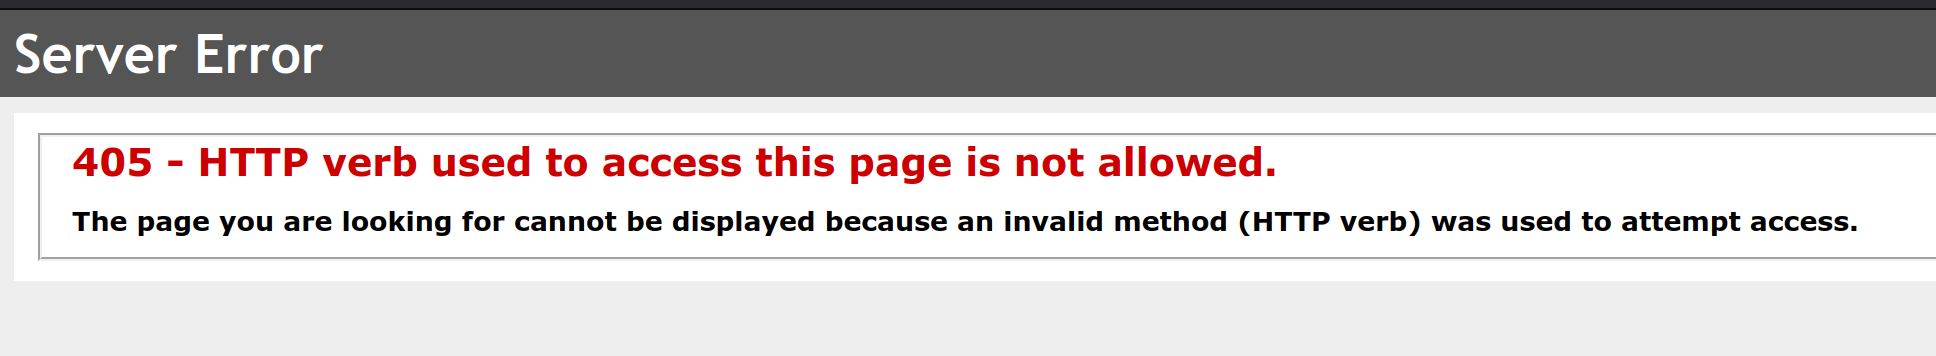 Server Error
405 - HTTP verb used to access this page is not allowed.
The page you are looking for cannot be displayed because an invalid method (HTTP verb) was used to attempt access.